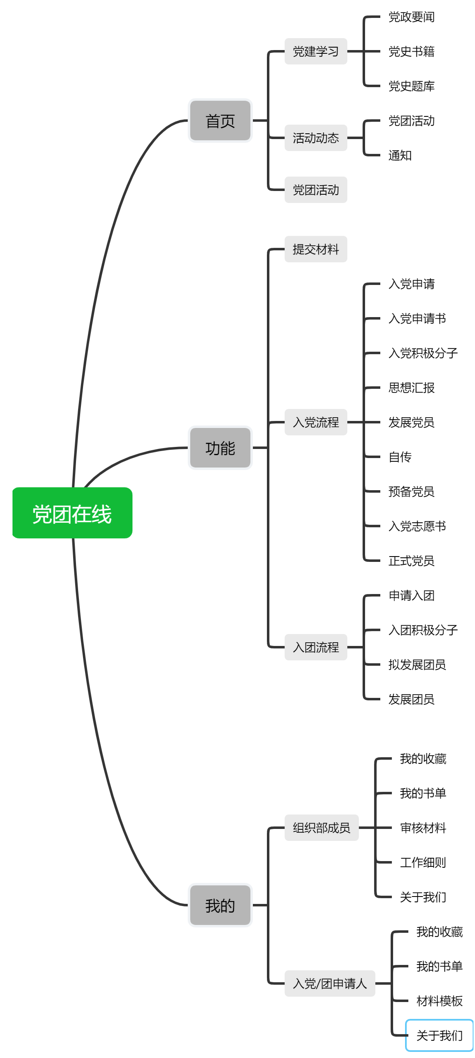 党团在线
首页
党建学习
党政要闻
党史书籍
党史题库
活动动态
党团活动
通知
党团活动
功能
提交材料
入党流程
入党申请
入党申请书
入党积极分子
思想汇报
发展党员
自传
预备党员
入党志愿书
正式党员
入团流程
申请入团
入团积极分子
拟发展团员
发展团员
我的
组织部成员
我的收藏
我的书单
审核材料
工作细则
关于我们
入党/团申请人
我的收藏
我的书单
材料模板
关于我们